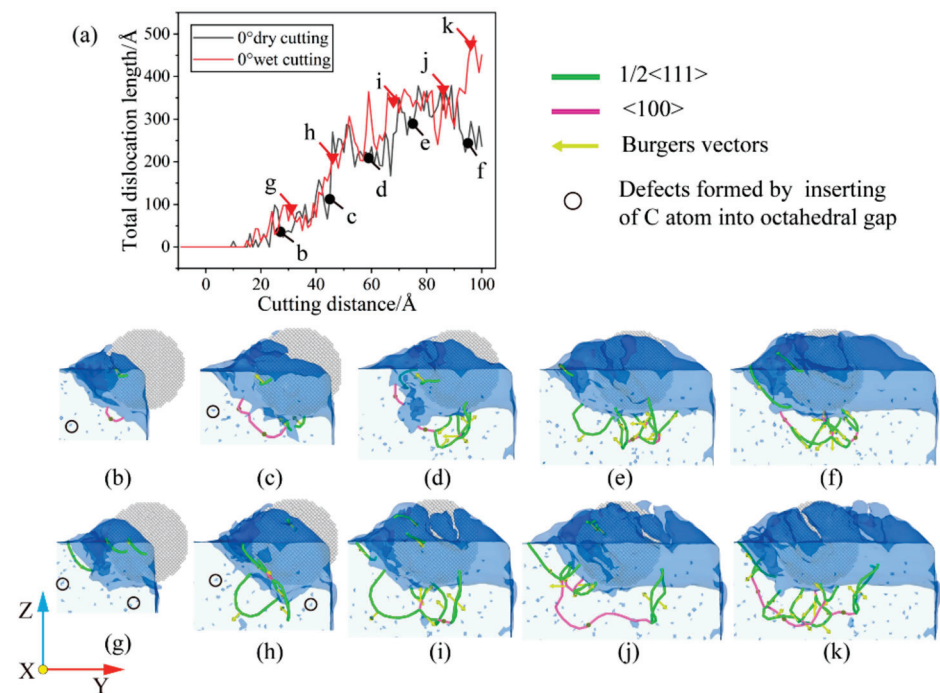 (a)
Total dislocation length/Å
500
400
300
200
100
0
0°dry cutting
0°wet cutting
b
c
d
e
f
g
h
i
j
k
0
20
40
60
80
100
Cutting distance/Å
1/2<111>
<100>
Burgers vectors
Defects formed by inserting
of C atom into octahedral gap
(b)
(c)
(d)
(e)
(f)
(g)
(h)
(i)
(j)
(k)
Z
X
Y